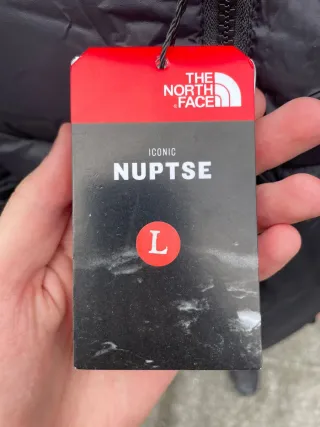 THE
NORTH
FACE
ICONIC
NUPTSE
L